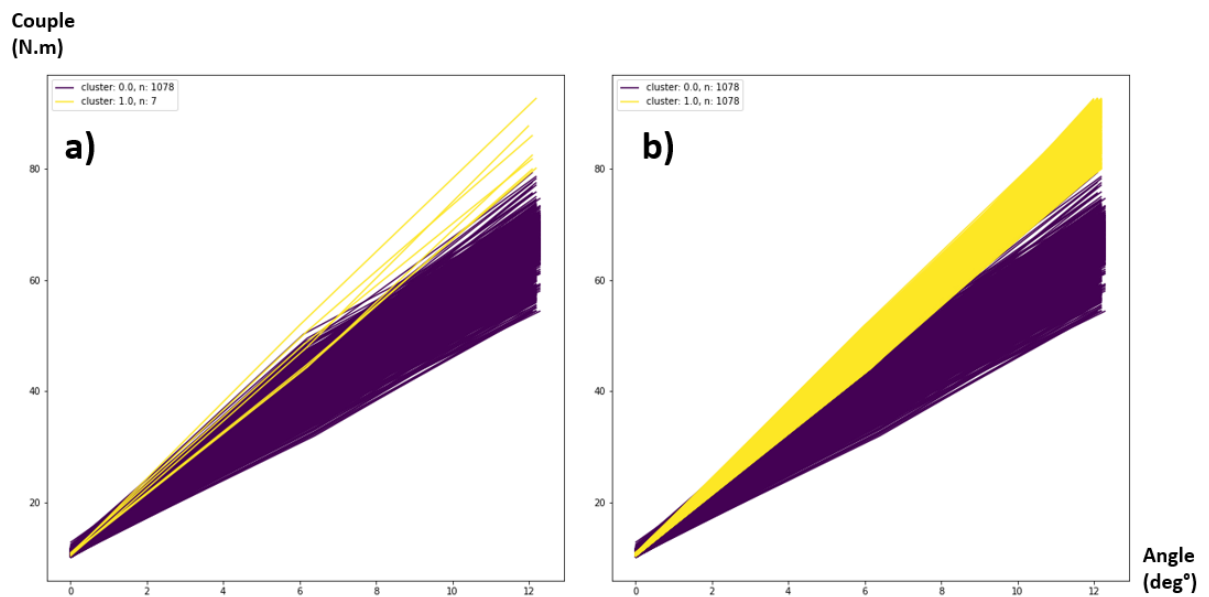 Couple
(N.m)
cluster: 0.0, n: 1078
cluster: 1.0, n: 7
a)
80
60
40
20
0
2
4
6
8
10
12
cluster: 0.0, n: 1078
cluster: 1.0, n: 1078
b)
80
60
40
20
0
2
4
6
8
10
12
Angle
(deg°)